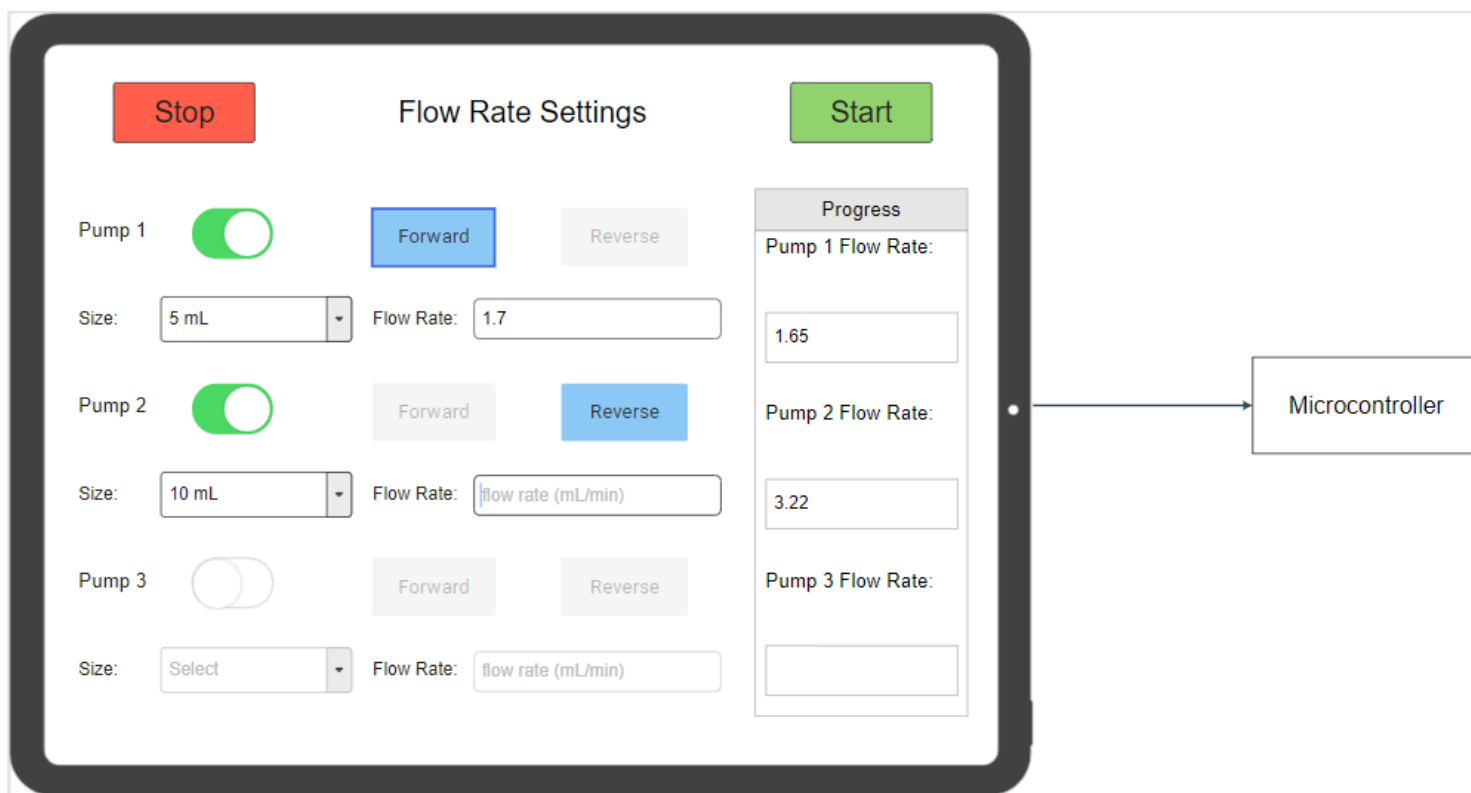 Stop
Flow Rate Settings
Start
Pump 1
Forward
Reverse
Size:
5 mL
Flow Rate:
1.7
Pump 2
Forward
Reverse
Size:
10 mL
Flow Rate:
flow rate (mL/min)
Pump 3
Forward
Reverse
Size:
Select
Flow Rate:
flow rate (mL/min)
Progress
Pump 1 Flow Rate:
1.65
Pump 2 Flow Rate:
3.22
Pump 3 Flow Rate:
Microcontroller